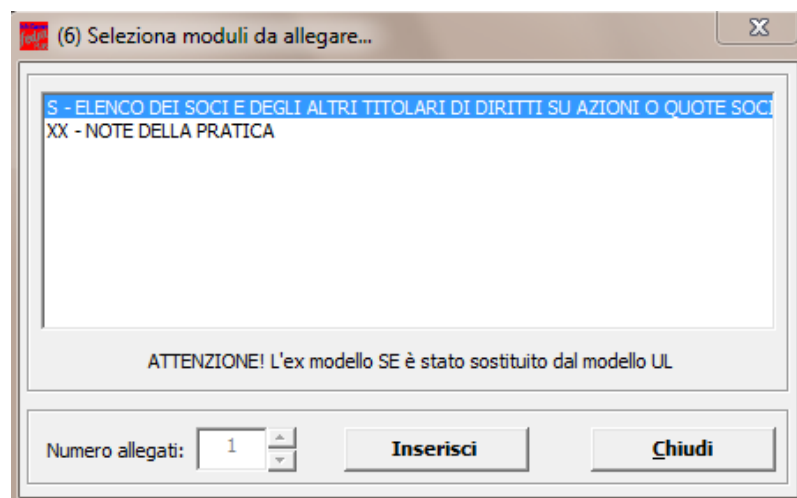 (6) Seleziona moduli da allegare...
S - ELENCO DEI SOCI E DEGLI ALTRI TITOLARI DI DIRITTI SU AZIONI O QUOTE SOCI
XX - NOTE DELLA PRATICA
ATTENZIONE! L'ex modello SE è stato sostituito dal modello UL
Numero allegati: 1 Inserisci Chiudi